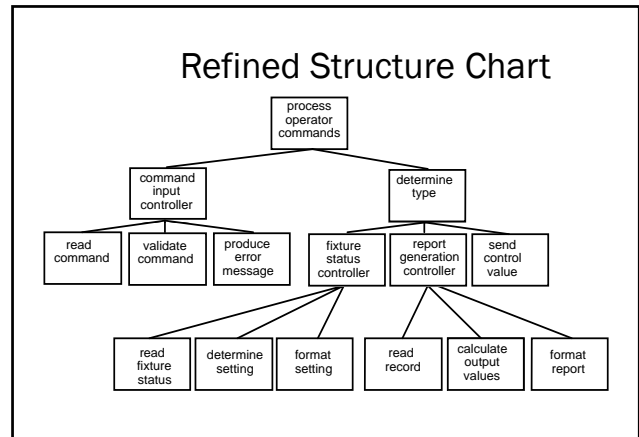 Refined Structure Chart
process
operator
commands
command
input
controller
determine
type
read
command
validate
command
produce
error
message
fixture
status
controller
report
generation
controller
send
control
value
read
fixture
status
determine
setting
format
setting
read
record
calculate
output
values
format
report